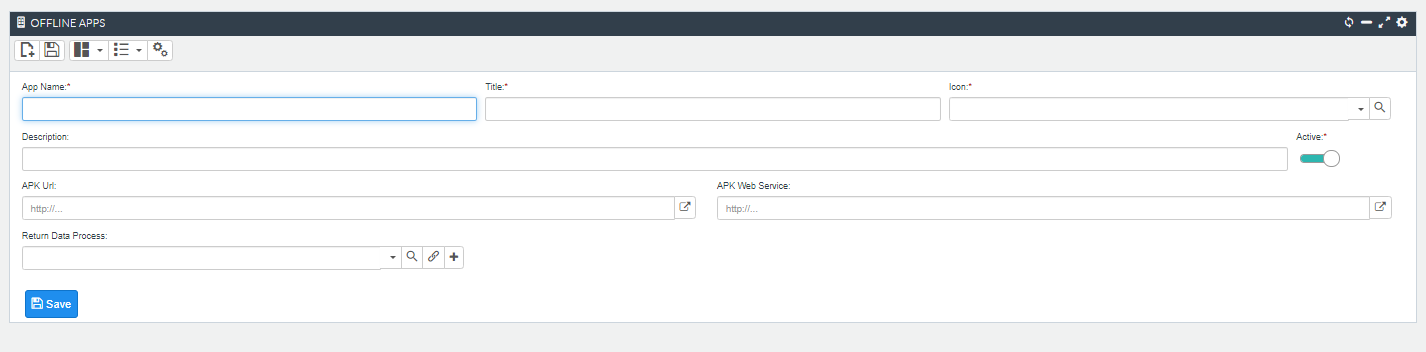 OFFLINE APPS
App Name:* Title:* Icon:*
Description: Active:*
APK Url: APK Web Service:
http://... http://...
Return Data Process:
Save